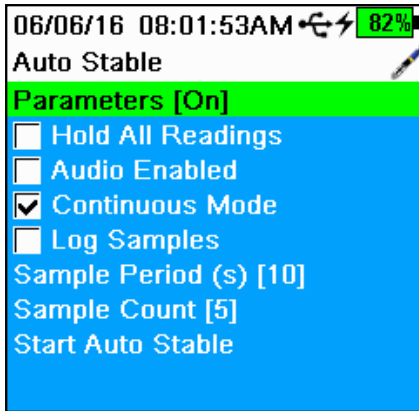 06/06/16 08:01:53AM 82%
Auto Stable
Parameters [On]
Hold All Readings
Audio Enabled
Continuous Mode
Log Samples
Sample Period (s) [10]
Sample Count [5]
Start Auto Stable